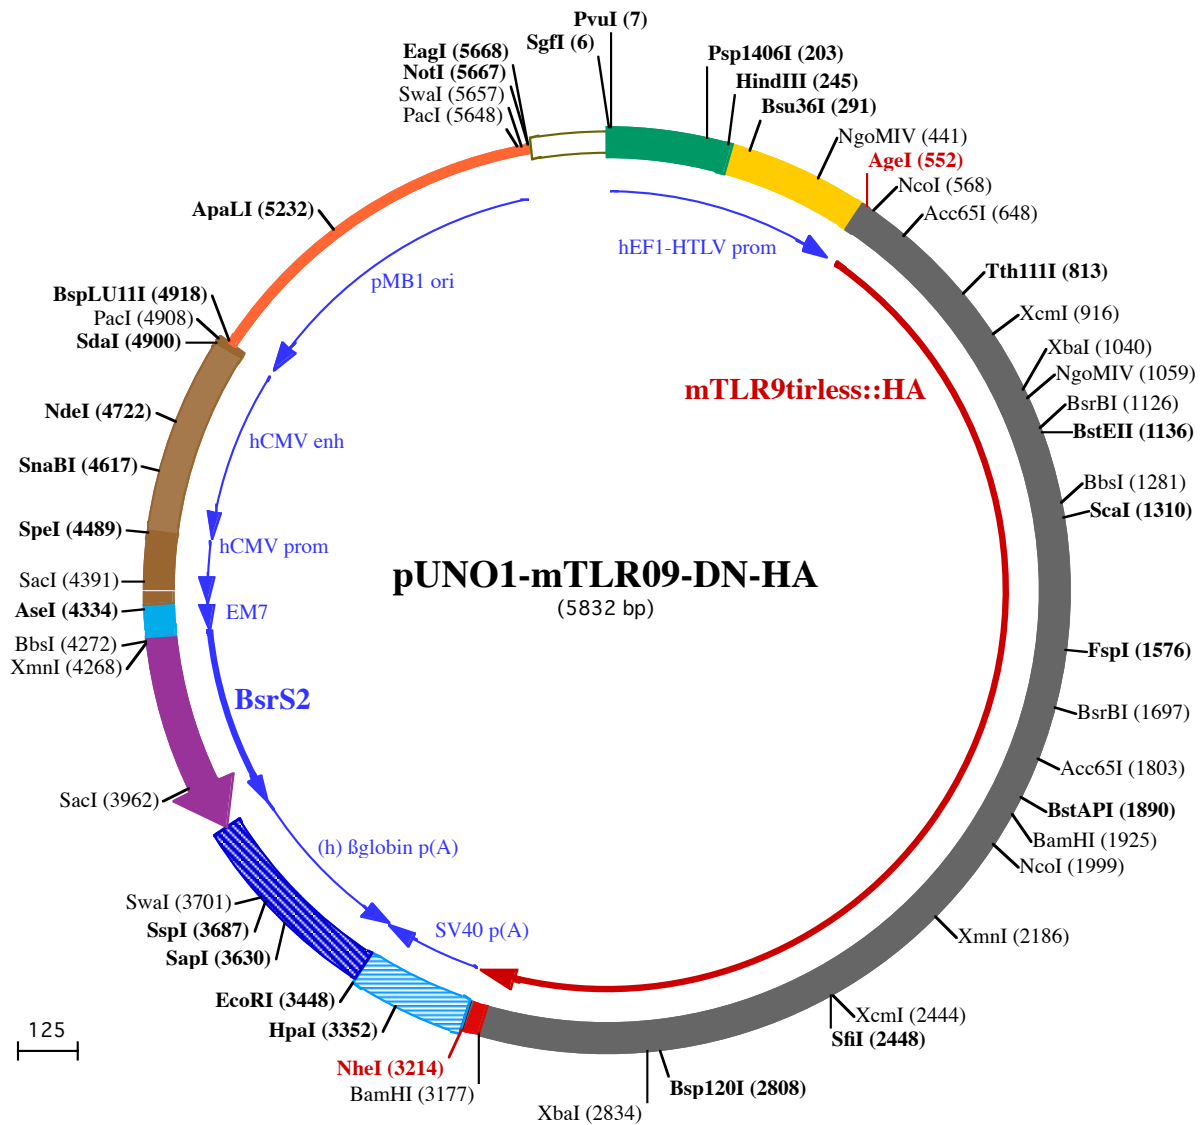 PvuI (7)
SgfI (6)
EagI (5668)
NotI (5667)
SwaI (5657)
PacI (5648)
Psp1406I (203)
HindIII (245)
Bsu36I (291)
NgoMIV (441)
AgeI (552)
NcoI (568)
Acc65I (648)
ApaLI (5232)
hEF1-HTLV prom
pMB1 ori
Tth111I (813)
BspLU11I (4918)
PacI (4908)
SdaI (4900)
XcmI (916)
XbaI (1040)
NgoMIV (1059)
mTLR9tirless::HA
BsrBI (1126)
NdeI (4722)
BstEII (1136)
hCMV enh
SnaBI (4617)
BbsI (1281)
ScaI (1310)
SpeI (4489)
hCMV prom
pUNO1-mTLR09-DN-HA
SacI (4391)
(5832 bp)
AseI (4334)
EM7
BbsI (4272)
FspI (1576)
XmnI (4268)
BsrS2
BsrBI (1697)
Acc65I (1803)
SacI (3962)
BstAPI (1890)
BamHI (1925)
(h) ßglobin p(A)
NcoI (1999)
SwaI (3701)
SspI (3687)
SV40 p(A)
XmnI (2186)
SapI (3630)
EcoRI (3448)
XcmI (2444)
HpaI (3352)
125
SfiI (2448)
NheI (3214)
Bsp120I (2808)
BamHI (3177)
XbaI (2834)